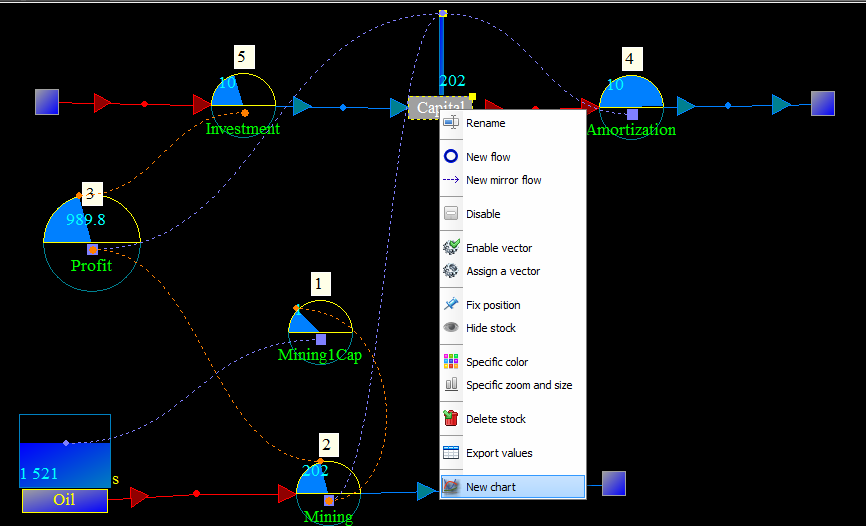 5
10
Investment
202
Capital
4
10
Amortization
3
989.8
Profit
1
1
Mining1Cap
1 521
s
Oil
2
202
Mining
Rename
New flow
New mirror flow
Disable
Enable vector
Assign a vector
Fix position
Hide stock
Specific color
Specific zoom and size
Delete stock
Export values
New chart